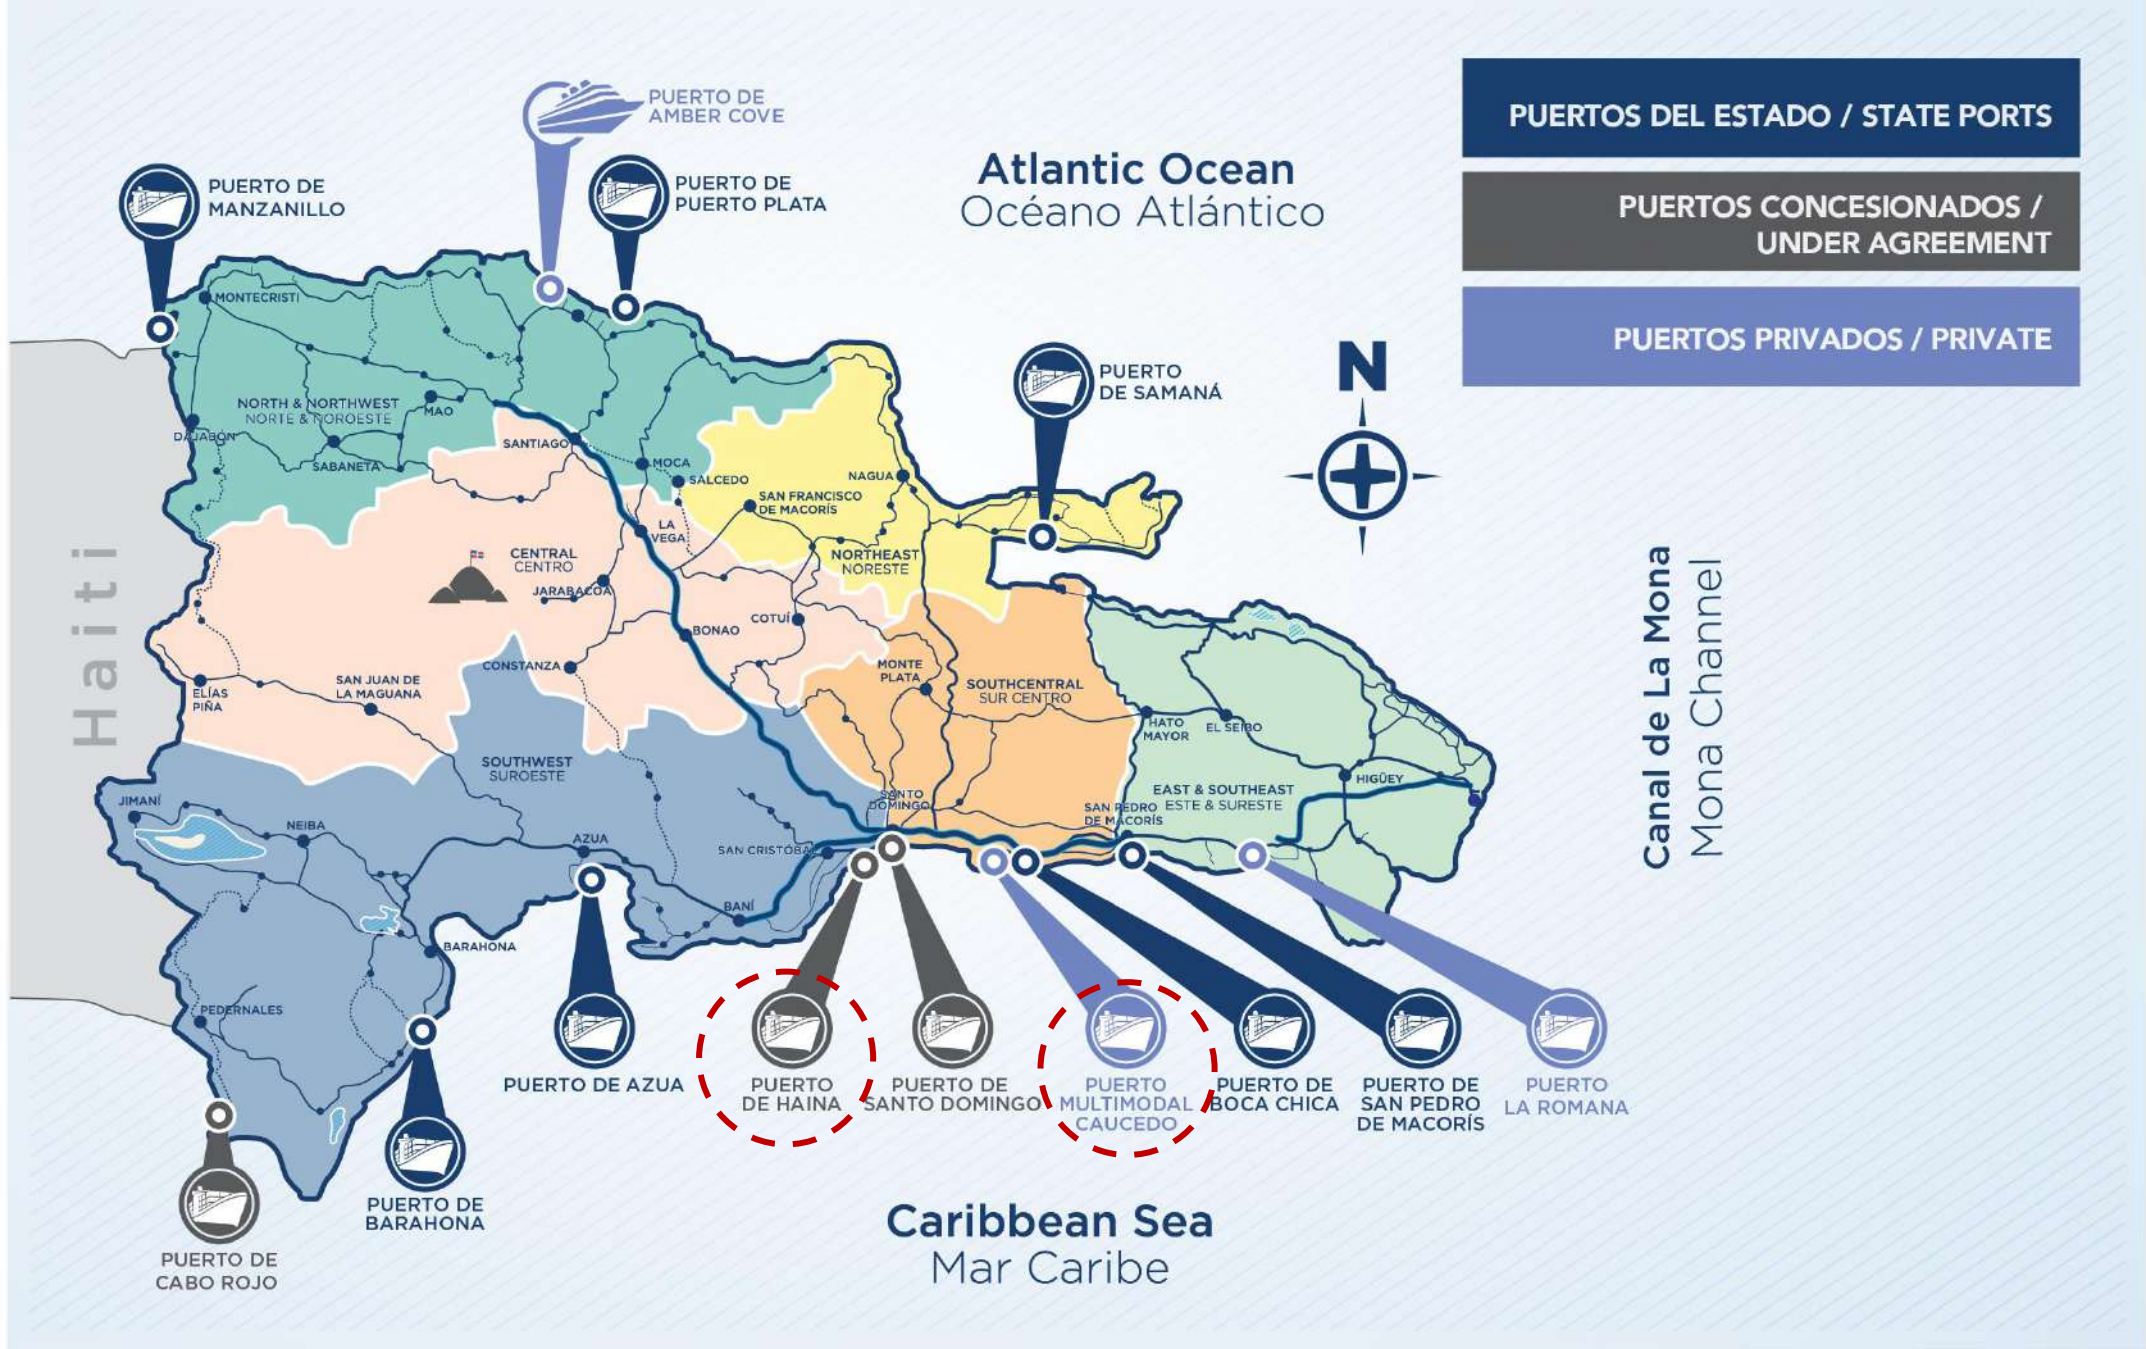 PUERTO DE
AMBER COVE
PUERTO DE
MANZANILLO
PUERTO DE
PUERTO PLATA
Atlantic Ocean
Océano Atlántico
PUERTOS DEL ESTADO / STATE PORTS
PUERTOS CONCESIONADOS /
UNDER AGREEMENT
PUERTOS PRIVADOS / PRIVATE
N
PUERTO
DE SAMANÁ
MONTECRISTI
NORTH & NORTHWEST
NORTE & NOROESTE
MAO
DAJABÓN
SABANETA
SANTIAGO
MOCA
SALCEDO
NAGUA
SAN FRANCISCO
DE MACORÍS
LA
VEGA
NORTHEAST
NORESTE
CENTRAL
CENTRO
JARABACOA
COTUÍ
BONAO
CONSTANZA
Haiti
ELÍAS
PIÑA
SAN JUAN DE
LA MAGUANA
MONTE
PLATA
SOUTHCENTRAL
SUR CENTRO
HATO
MAYOR
EL SEIBO
HIGÜEY
EAST & SOUTHEAST
ESTE & SURESTE
SAN PEDRO
DE MACORÍS
SANTO
DOMINGO
SOUTHWEST
SUROESTE
JIMANÍ
NEIBA
AZUA
SAN CRISTÓBAL
BANÍ
BARAHONA
PEDERNALES
Canal de La Mona
Mona Channel
PUERTO DE AZUA
PUERTO
DE HAINA
PUERTO DE
SANTO DOMINGO
PUERTO
MULTIMODAL
CAUCEDO
PUERTO DE
BOCA CHICA
PUERTO DE
SAN PEDRO
DE MACORÍS
PUERTO
LA ROMANA
PUERTO DE
BARAHONA
PUERTO DE
CABO ROJO
Caribbean Sea
Mar Caribe